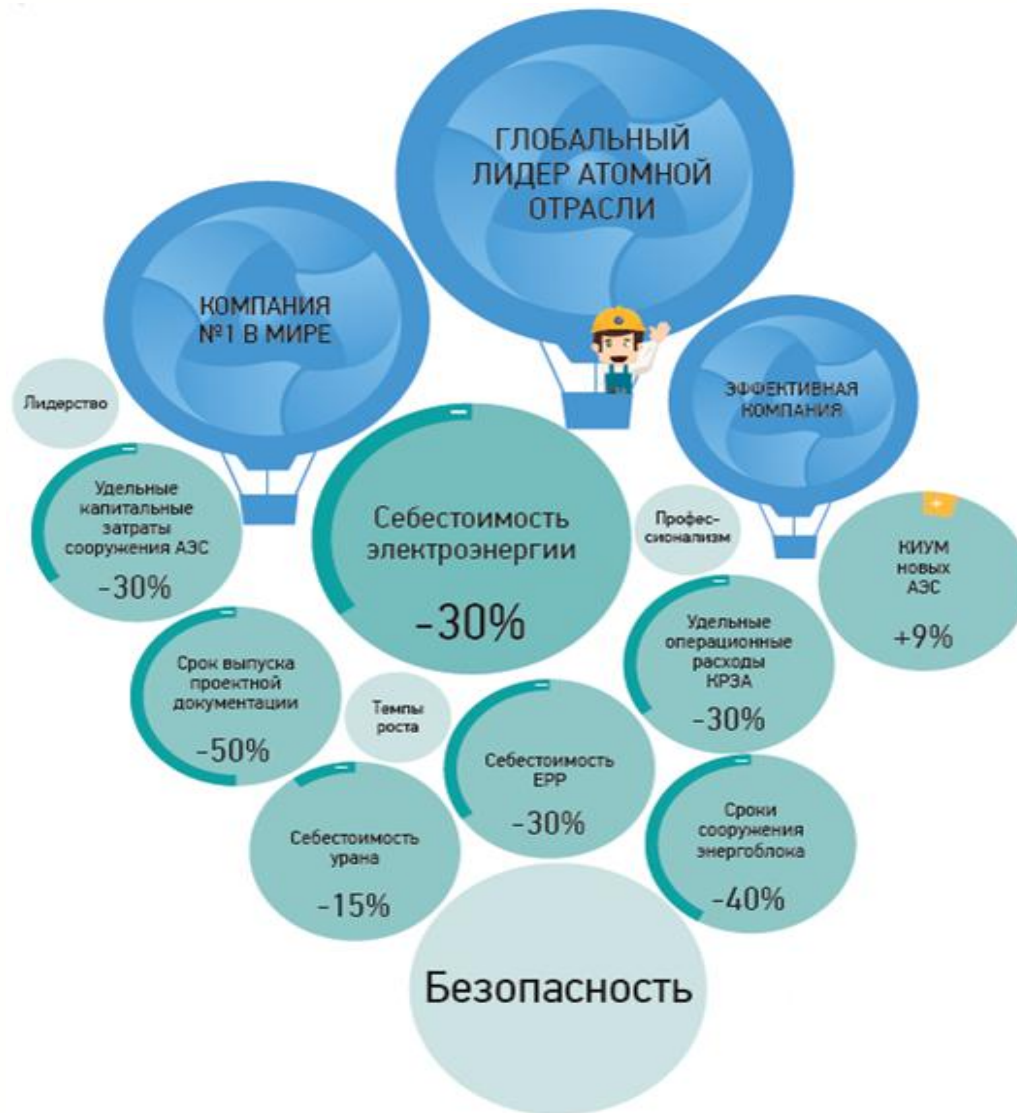 ГЛОБАЛЬНЫЙ
ЛИДЕР АТОМНОЙ
ОТРАСЛИ
КОМПАНИЯ
№1 В МИРЕ
ЭФФЕКТИВНАЯ
КОМПАНИЯ
Лидерство
Удельные
капитальные
затраты
сооружения АЭС
-30%
Себестоимость
электроэнергии
-30%
Профес-
сионализм
КИУМ
новых
АЭС
+9%
Срок выпуска
проектной
документации
-50%
Темпы
роста
Удельные
операционные
расходы
КРЗА
-30%
Себестоимость
ЕРР
-30%
Себестоимость
урана
-15%
Сроки
сооружения
энергоблока
-40%
Безопасность